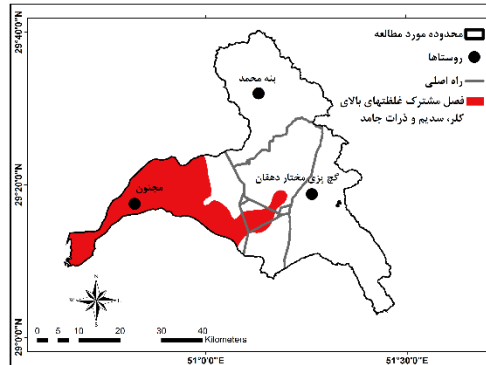 محدوده مورد مطالعه
روستاها
راه اصلی
فصل مشترک غلظتهای بالای
کلر، سدیم و ذرات جامد
بنه محمد
گچ پزی مختار دهقان
مجنون
29°40'0"N
29°20'0"N
29°0'0"N
N
W E
S
0 5 10 20 30 40
Kilometers
51°0'0"E
51°30'0"E